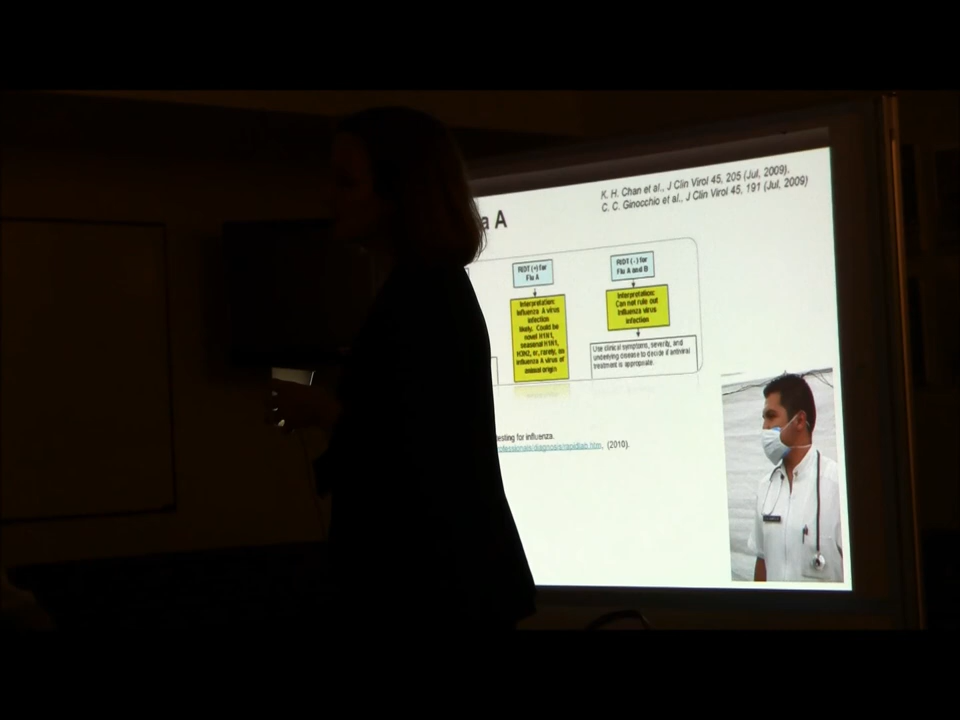 K. H. Chan et al., J Clin Virol 45, 205 (Jul, 2009).
C. C. Ginocchio et al., J Clin Virol 45, 191 (Jul, 2009)
a A
RIDT (+) for
Flu A
RIDT (-) for
Flu A and B
Interpretation:
Influenza A virus
infection
likely. Could be
novel H1N1,
seasonal H1N1,
H3N2, or, rarely, an
influenza A virus of
animal origin
Interpretation:
Can not rule out
influenza virus
infection
Use clinical symptoms, severity, and
underlying disease to decide if antiviral
treatment is appropriate.
esting for influenza.
ofessionals/diagnosis/rapidlab.htm, (2010).